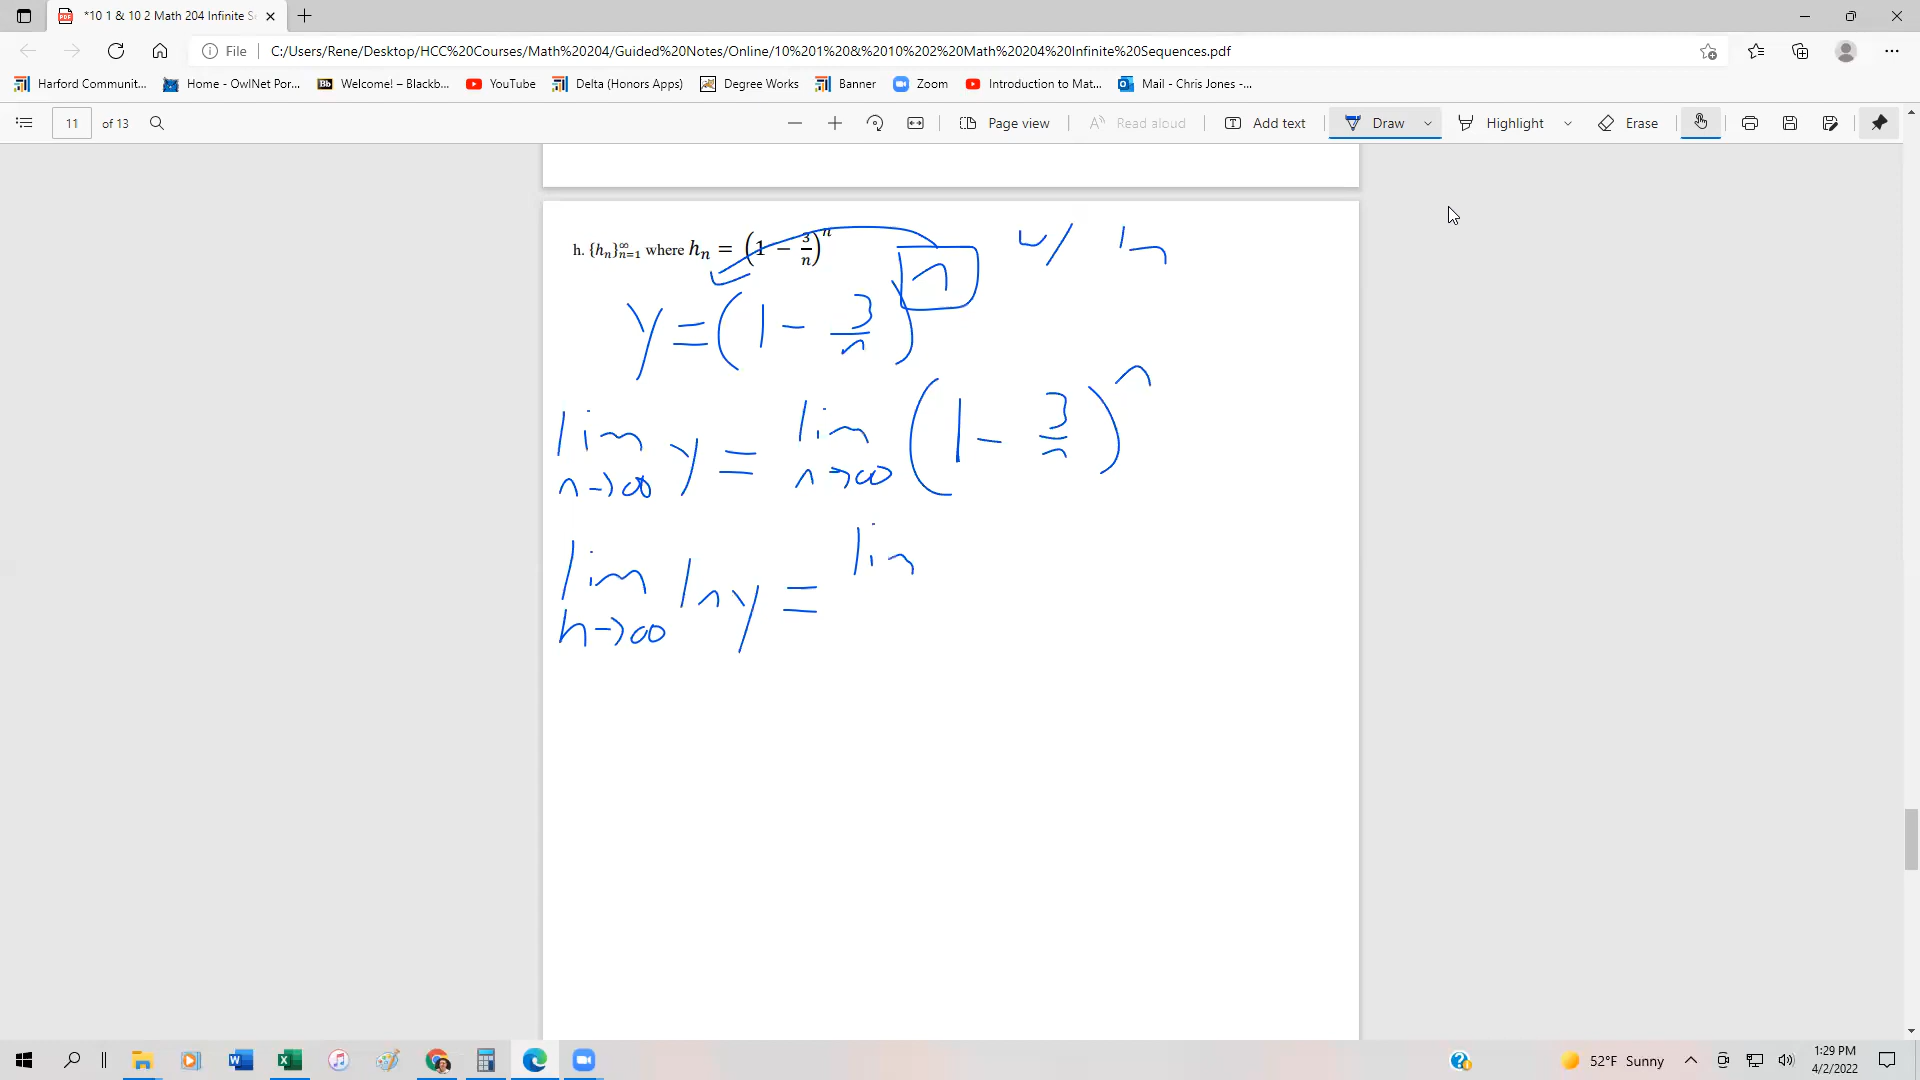 *10 1 & 10 2 Math 204 Infinite S
File C:/Users/Rene/Desktop/HCC%20Courses/Math%20204/Guided%20Notes/Online/10%201%20&%2010%202%20Math%20204%20Infinite%20Sequences.pdf
Harford Communit... Home - OwlNet Por... Bb Welcome! – Blackb... YouTube Delta (Honors Apps) Degree Works Banner Zoom Introduction to Mat... Mail - Chris Jones -...
11 of 13 Page view Read aloud Add text Draw Highlight Erase
h. {hₙ}ₙ₌₁^∞ where hₙ = (1 − 3/n)^n
w/ ln
y = (1 − 3/n)^n
lim n→∞ y = lim n→∞ (1 − 3/n)^n
lim n→∞ ln y = lim
52°F Sunny
1:29 PM
4/2/2022